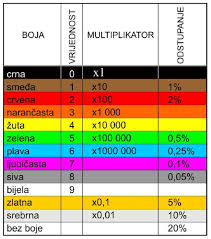 BOJA VRIJEDNOST MULTIPLIKATOR ODSTUPANJE
crna 0 x1
smeđa 1 x10 1%
crvena 2 x100 2%
narančasta 3 x1 000
žuta 4 x10 000
zelena 5 x100 000 0,5%
plava 6 x1000 000 0,25%
ljubičasta 7 0,1%
siva 8 0,05%
bijela 9
zlatna x0,1 5%
srebrna x0,01 10%
bez boje 20%